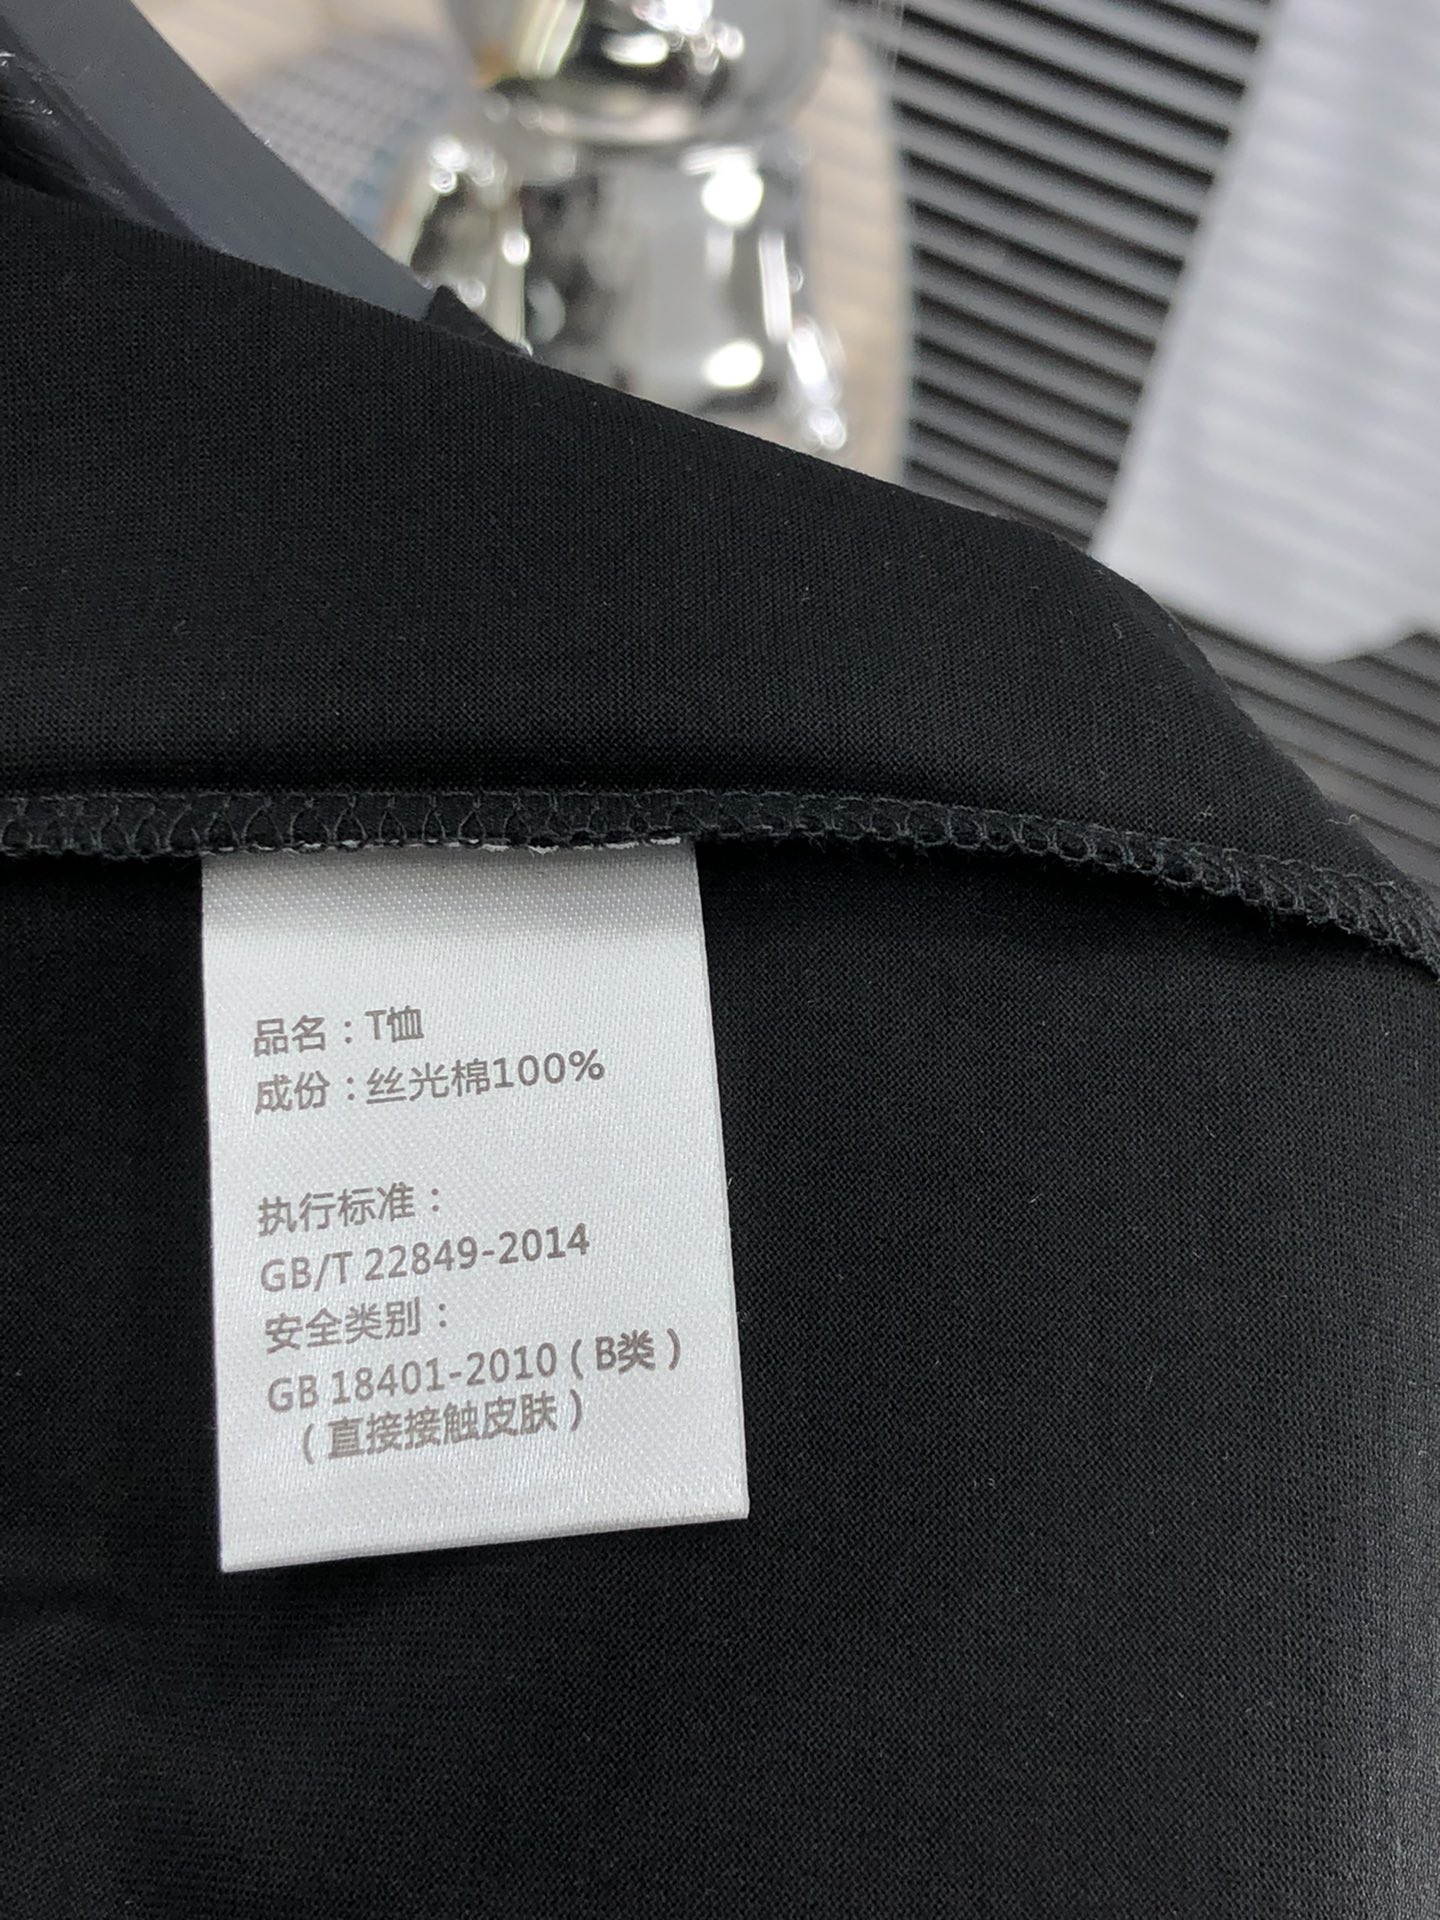 品名：T恤
成份：丝光棉100%
执行标准：
GB/T 22849-2014
安全类别：
GB 18401-2010（B类）
（直接接触皮肤）